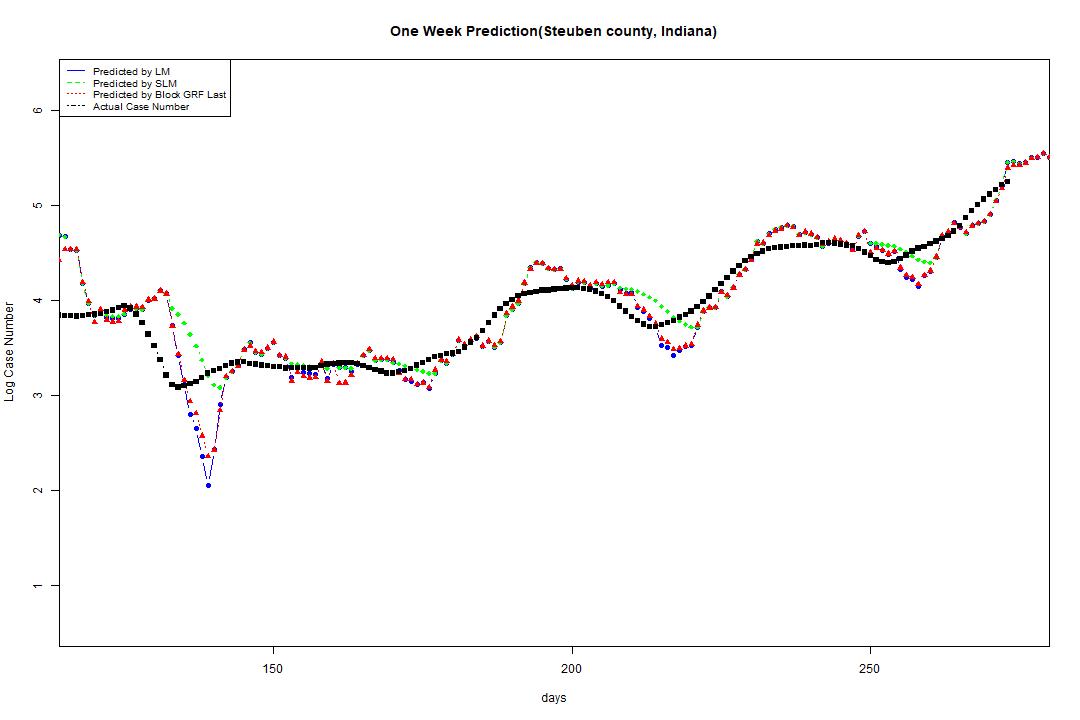 One Week Prediction(Steuben county, Indiana)
Predicted by LM
Predicted by SLM
Predicted by Block GRF Last
Actual Case Number
Log Case Number
6
5
4
3
2
1
150
200
250
days